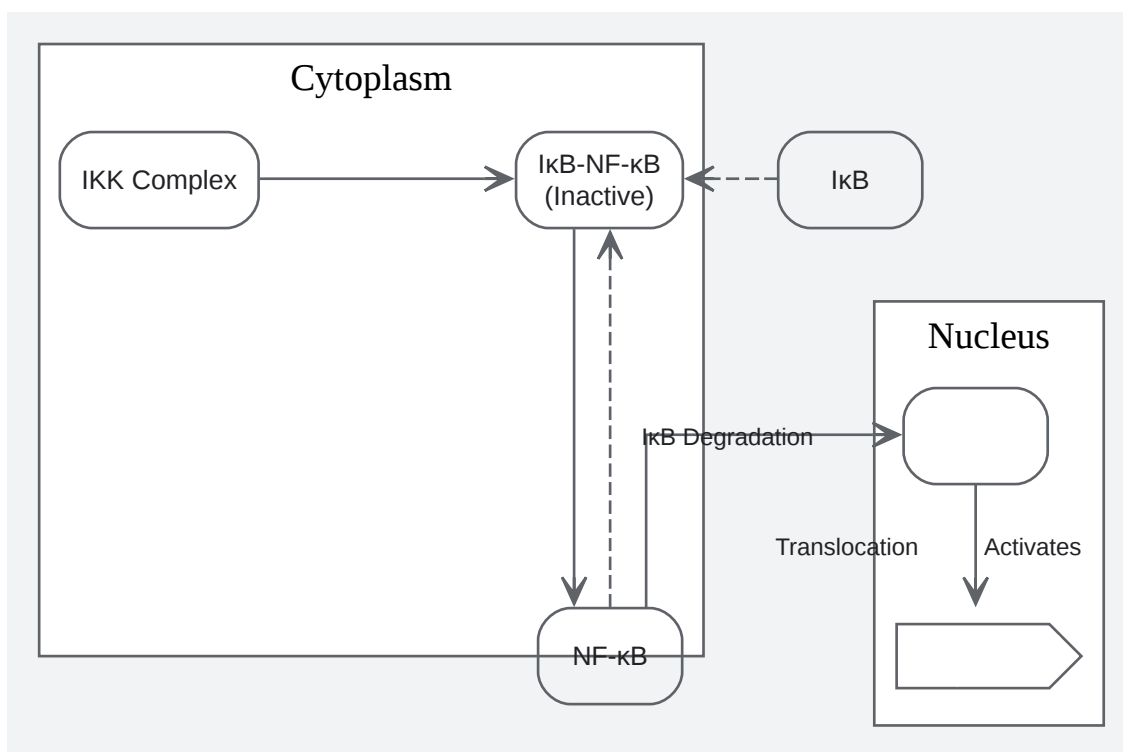 Cytoplasm
IKK Complex
IκB-NF-κB
(Inactive)
IκB
Nucleus
IκB Degradation
Translocation
Activates
NF-κB